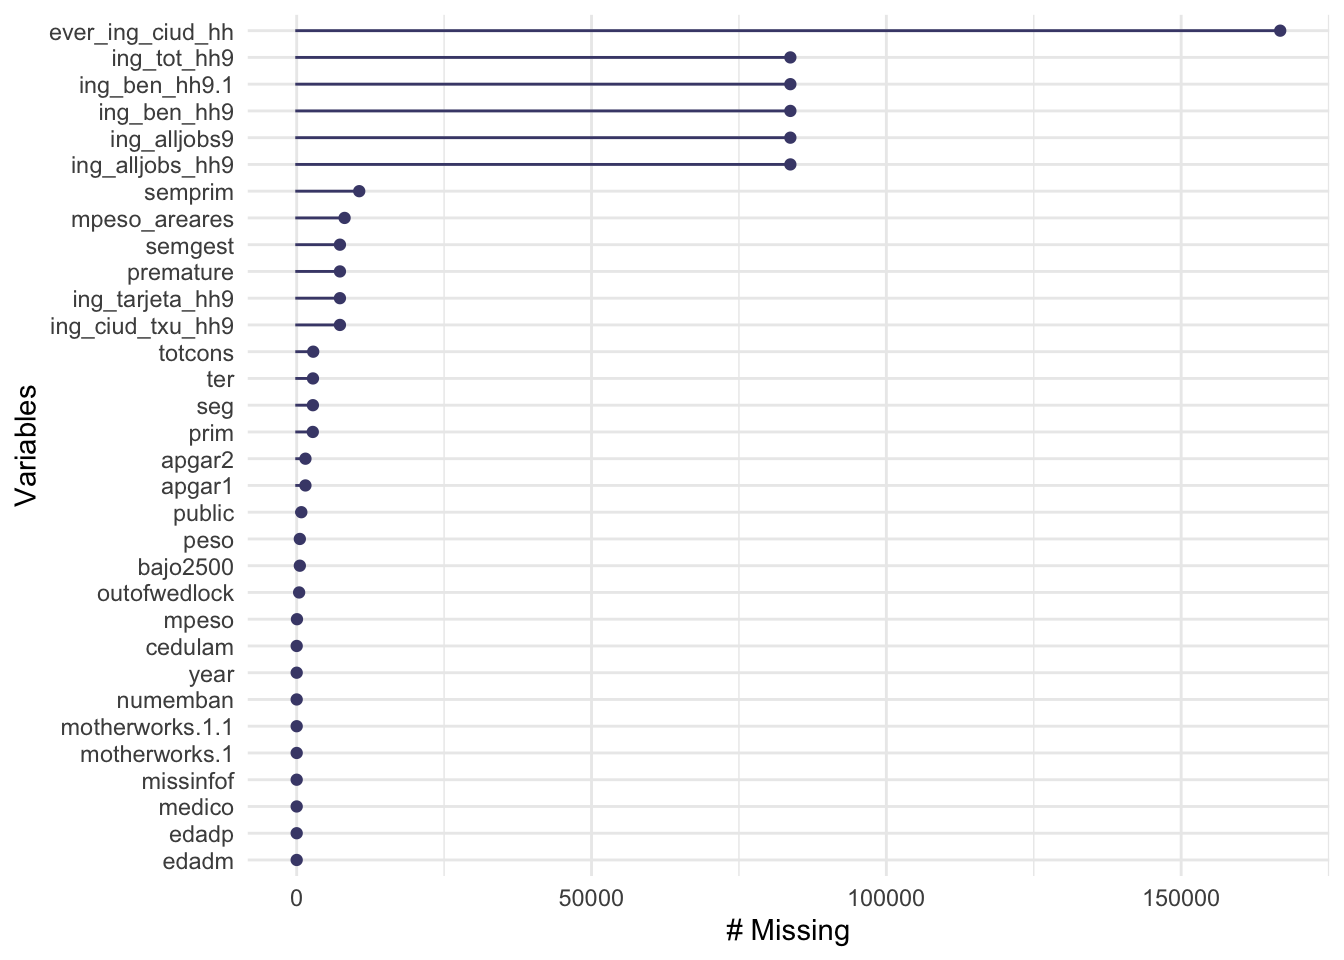 ever_ing_ciud_hh
ing_tot_hh9
ing_ben_hh9.1
ing_ben_hh9
ing_alljobs9
ing_alljobs_hh9
semprim
mpeso_areares
semgest
premature
ing_tarjeta_hh9
ing_ciud_txu_hh9
totcons
ter
seg
prim
apgar2
apgar1
public
peso
bajo2500
outofwedlock
mpeso
cedulam
year
numemban
motherworks.1.1
motherworks.1
missinfof
medico
edadp
edadm
Variables
0 50000 100000 150000
# Missing